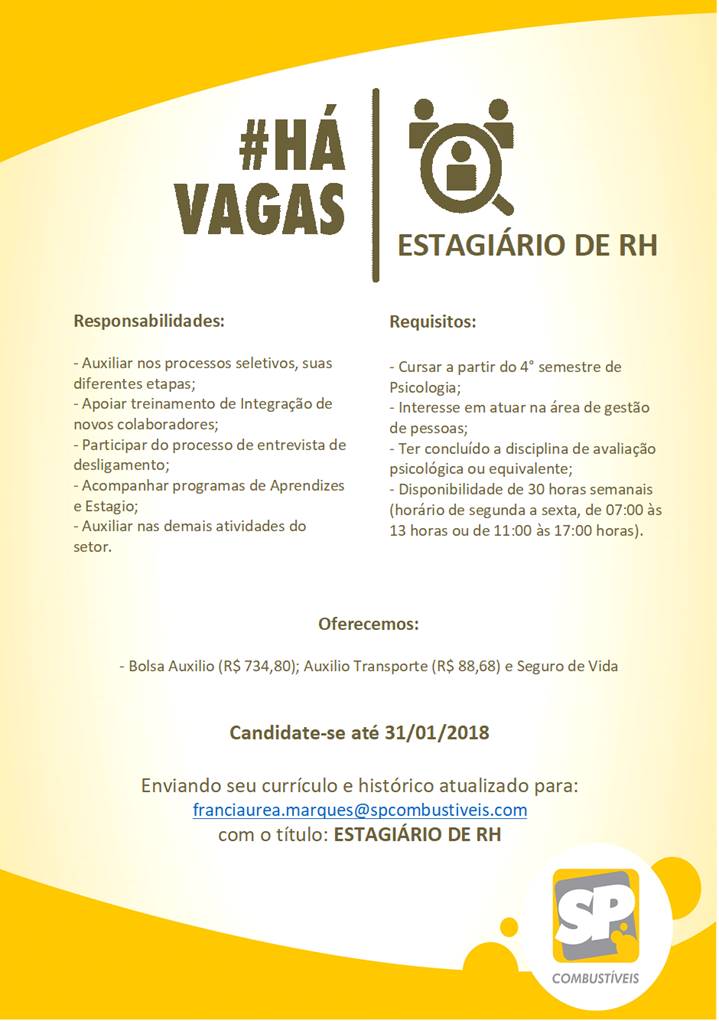 #HÁ
VAGAS
ESTAGIÁRIO DE RH
Responsabilidades:
- Auxiliar nos processos seletivos, suas
diferentes etapas;
- Apoiar treinamento de Integração de
novos colaboradores;
- Participar do processo de entrevista de
desligamento;
- Acompanhar programas de Aprendizes
e Estagio;
- Auxiliar nas demais atividades do
setor.
Requisitos:
- Cursar a partir do 4° semestre de
Psicologia;
- Interesse em atuar na área de gestão
de pessoas;
- Ter concluído a disciplina de avaliação
psicológica ou equivalente;
- Disponibilidade de 30 horas semanais
(horário de segunda a sexta, de 07:00 às
13 horas ou de 11:00 às 17:00 horas).
Oferecemos:
- Bolsa Auxilio (R$ 734,80); Auxilio Transporte (R$ 88,68) e Seguro de Vida
Candidate-se até 31/01/2018
Enviando seu currículo e histórico atualizado para:
franciaurea.marques@spcombustiveis.com
com o título: ESTAGIÁRIO DE RH
SP
COMBUSTÍVEIS